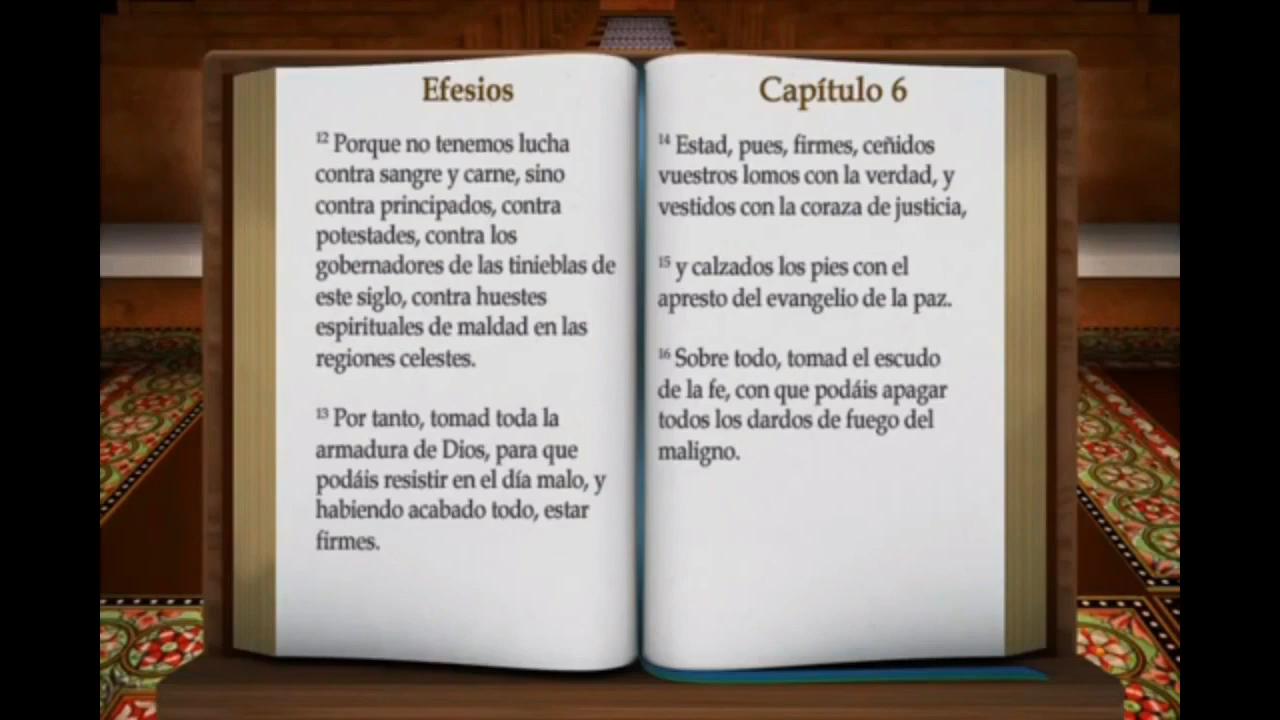 Efesios
12 Porque no tenemos lucha
contra sangre y carne, sino
contra principados, contra
potestades, contra los
gobernadores de las tinieblas de
este siglo, contra huestes
espirituales de maldad en las
regiones celestes.
13 Por tanto, tomad toda la
armadura de Dios, para que
podáis resistir en el día malo, y
habiendo acabado todo, estar
firmes.
Capítulo 6
14 Estad, pues, firmes, ceñidos
vuestros lomos con la verdad, y
vestidos con la coraza de justicia,
15 y calzados los pies con el
apresto del evangelio de la paz.
16 Sobre todo, tomad el escudo
de la fe, con que podáis apagar
todos los dardos de fuego del
maligno.